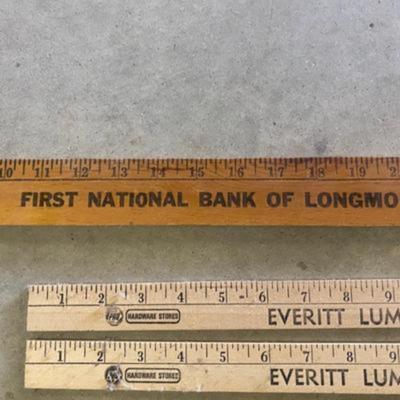 10 11 12 13 14 15 16 17 18 19 2
FIRST NATIONAL BANK OF LONGMO
1 2 3 4 5 6 7 8 9
HARDWARE STORES EVERITT LUM
1 2 3 4 5 6 7 8 9
HARDWARE STORES EVERITT LUM